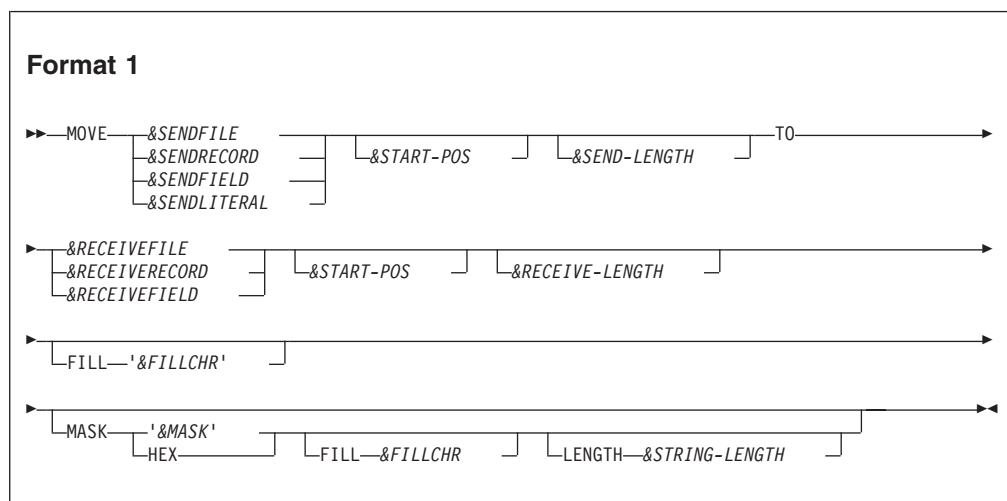 Format 1
MOVE &SENDFILE TO
&SENDRECORD &START-POS &SEND-LENGTH
&SENDFIELD
&SENDLITERAL
&RECEIVEFILE
&RECEIVERECORD &START-POS &RECEIVE-LENGTH
&RECEIVEFIELD
FILL '&FILLCHR'
MASK '&MASK'
HEX FILL &FILLCHR LENGTH &STRING-LENGTH